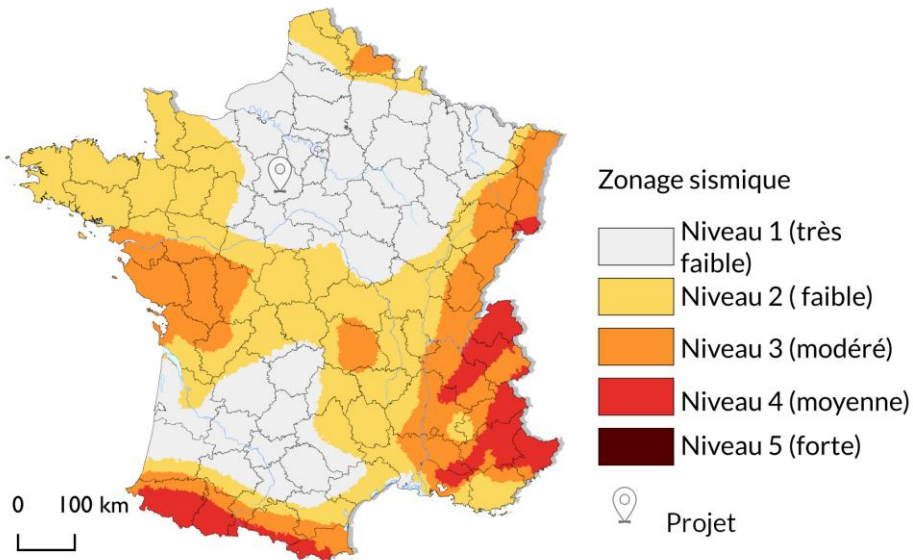 Zonage sismique
Niveau 1 (très
faible)
Niveau 2 ( faible)
Niveau 3 (modéré)
Niveau 4 (moyenne)
Niveau 5 (forte)
Projet
0 100 km